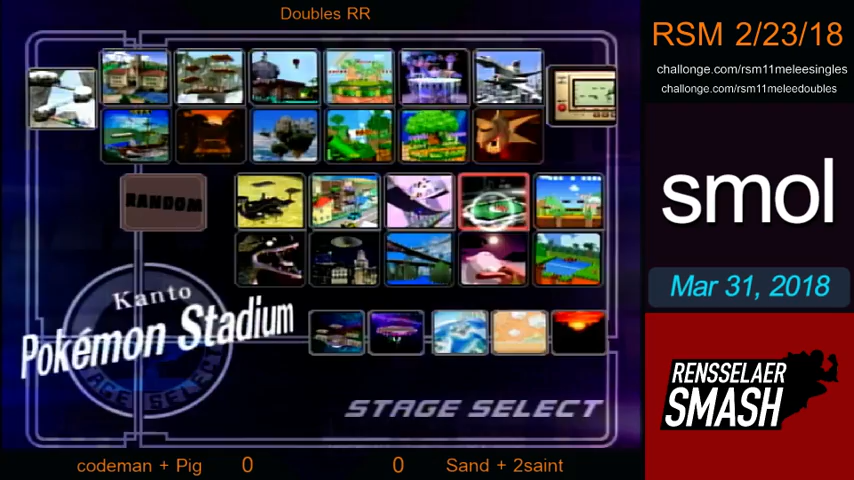 Doubles RR
RSM 2/23/18
challonge.com/rsm11meleesingles
challonge.com/rsm11meleedoubles
RANDOM
smol
Mar 31, 2018
Kanto
Pokémon Stadium
STAGE SELECT
RENSSELAER
SMASH
codeman + Pig 0 0 Sand + 2saint